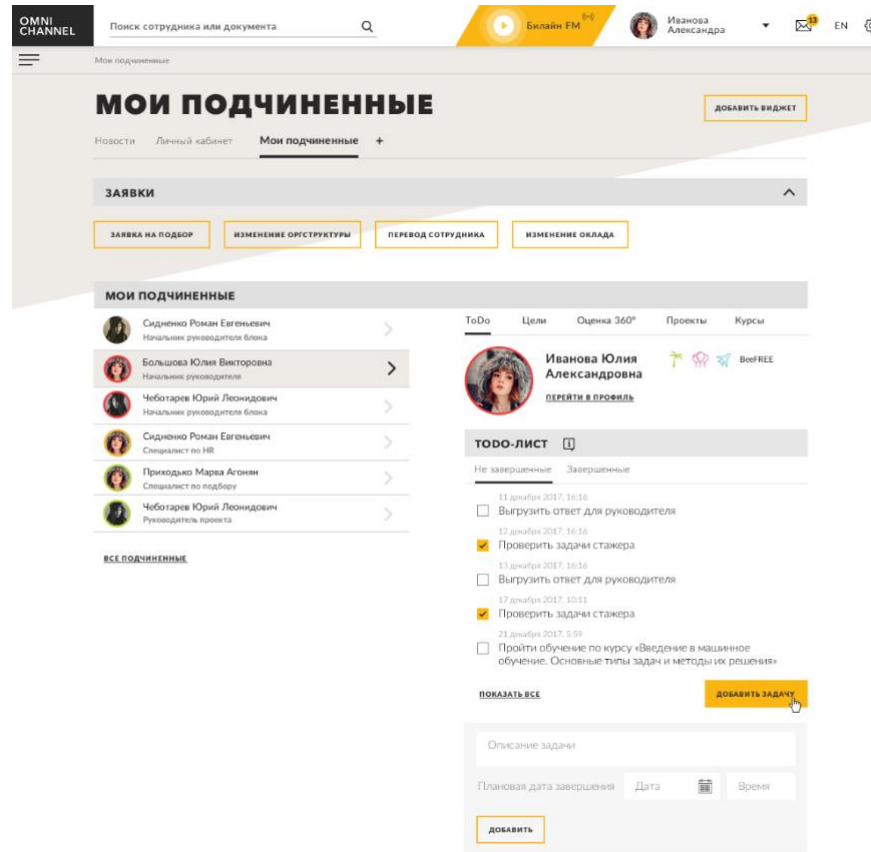 OMNI
CHANNEL
Поиск сотрудника или документа
Билайн FM
Иванова
Александра
13
EN
Мои подчиненные
МОИ ПОДЧИНЕННЫЕ
ДОБАВИТЬ ВИДЖЕТ
Новости Личный кабинет Мои подчиненные +
ЗАЯВКИ
ЗАЯВКА НА ПОДБОР ИЗМЕНЕНИЕ ОРГСТРУКТУРЫ ПЕРЕВОД СОТРУДНИКА ИЗМЕНЕНИЕ ОКЛАДА
МОИ ПОДЧИНЕННЫЕ
Сидненко Роман Евгеньевич
Начальник руководителя блока
Большова Юлия Викторовна
Начальник руководителя
Чеботарев Юрий Леонидович
Начальник руководителя блока
Сидненко Роман Евгеньевич
Специалист по HR
Приходько Марва Агонян
Специалист по подбору
Чеботарев Юрий Леонидович
Руководитель проекта
ВСЕ ПОДЧИНЕННЫЕ
ToDo Цели Оценка 360° Проекты Курсы
Иванова Юлия
Александровна
BeeFREE
ПЕРЕЙТИ В ПРОФИЛЬ
TODO-ЛИСТ
Не завершенные Завершенные
11 декабря 2017, 16:16
Выгрузить ответ для руководителя
12 декабря 2017, 16:16
Проверить задачи стажера
13 декабря 2017, 16:16
Выгрузить ответ для руководителя
17 декабря 2017, 10:11
Проверить задачи стажера
21 декабря 2017, 5:59
Пройти обучение по курсу «Введение в машинное
обучение. Основные типы задач и методы их решения»
ПОКАЗАТЬ ВСЕ
ДОБАВИТЬ ЗАДАЧУ
Описание задачи
Плановая дата завершения Дата Время
ДОБАВИТЬ